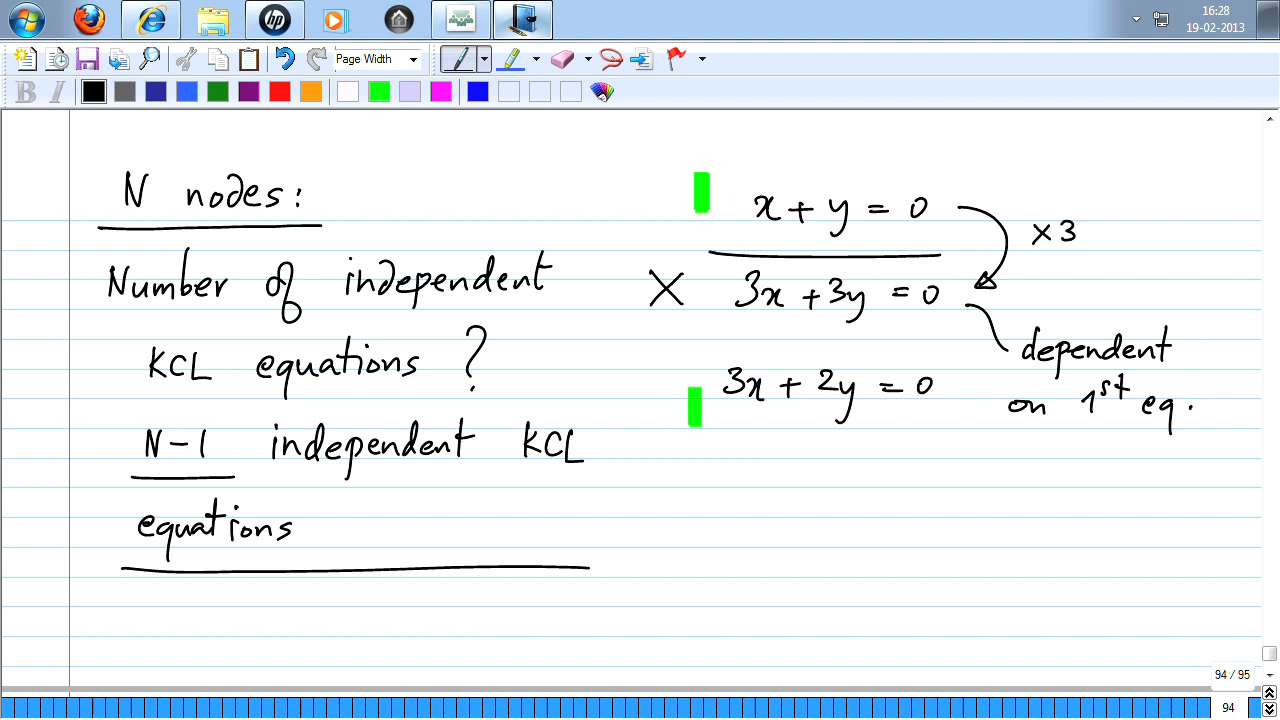 16:28
19-02-2013
Page Width
B I
N nodes:
Number of independent
KCL equations ?
N-1 independent KCL
equations
x + y = 0
×3
× 3x + 3y = 0
dependent
on 1st eq.
3x + 2y = 0
94 / 95
94